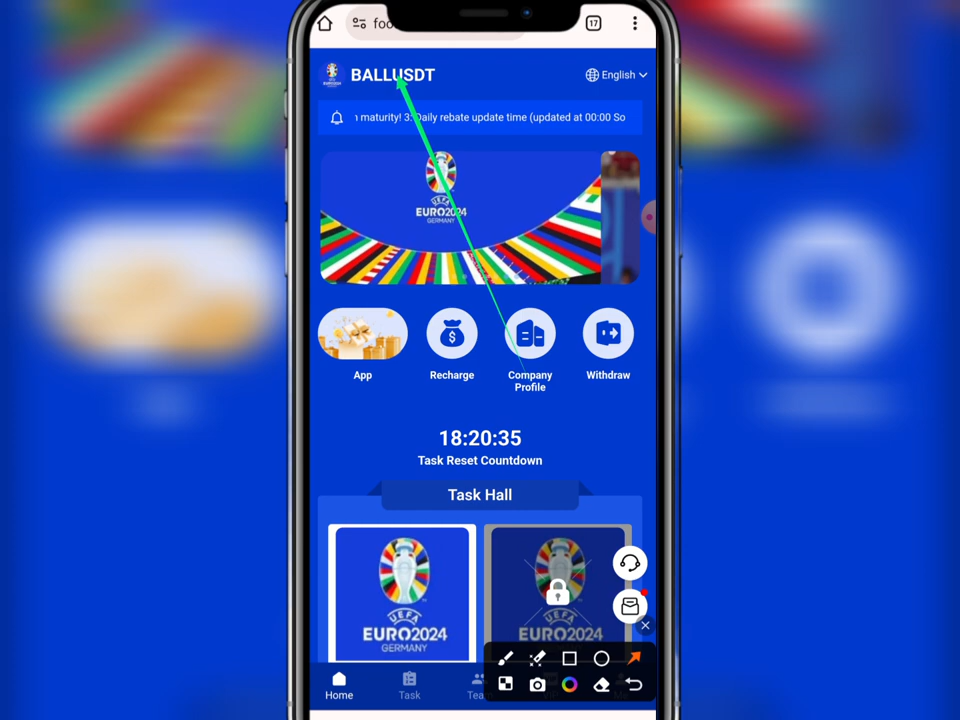 17
foo
BALLUSDT
English
n maturity! 3. Daily rebate update time (updated at 00:00 So
UEFA
EURO2024
GERMANY
App
Recharge
Company
Profile
Withdraw
18:20:35
Task Reset Countdown
Task Hall
UEFA
EURO2024
GERMANY
UEFA
EURO2024
Home
Task
Tea